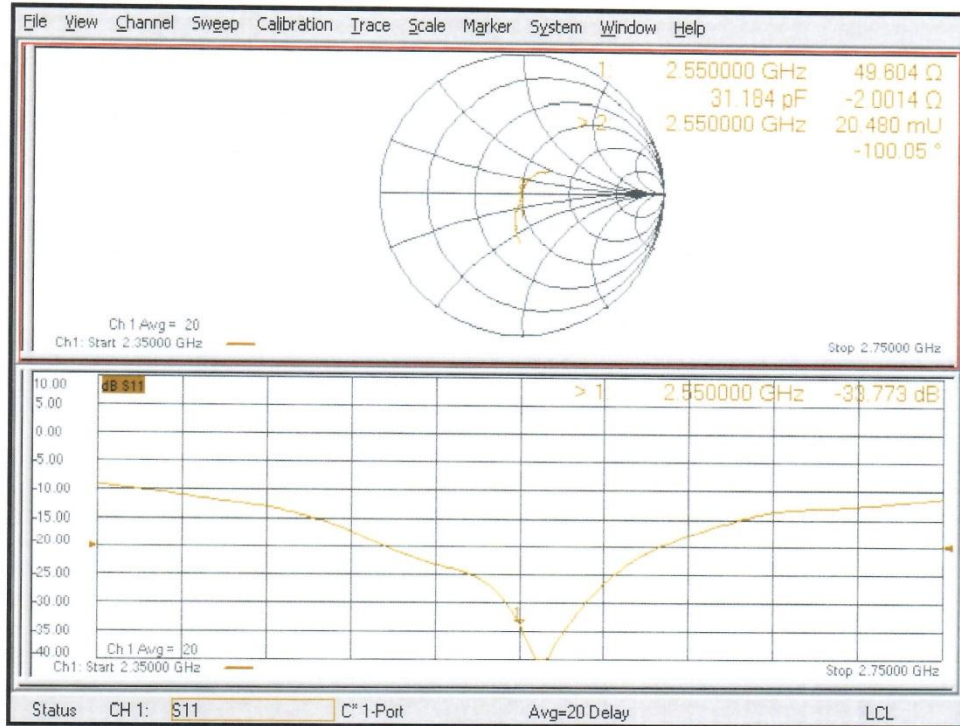 File View Channel Sweep Calibration Trace Scale Marker System Window Help
1 2.550000 GHz 49.604 Ω
31.184 pF -2.0014 Ω
> 2 2.550000 GHz 20.480 mU
-100.05 °
Ch 1 Avg = 20
Ch1: Start 2.35000 GHz
Stop 2.75000 GHz
10.00
dB S11
> 1 2.550000 GHz -33.773 dB
5.00
0.00
-5.00
-10.00
-15.00
-20.00
-25.00
-30.00
1
-35.00
-40.00
Ch 1 Avg = 20
Ch1: Start 2.35000 GHz
Stop 2.75000 GHz
Status CH 1: S11 C* 1-Port Avg=20 Delay LCL